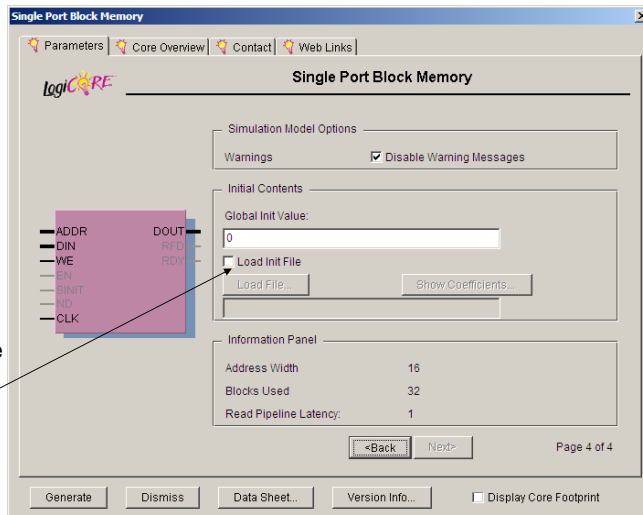 Single Port Block Memory
Parameters Core Overview Contact Web Links
LogiCORE
Single Port Block Memory
Simulation Model Options
Warnings Disable Warning Messages
Initial Contents
Global Init Value:
0
Load Init File
Load File... Show Coefficients...
ADDR DOUT
DIN RFD
WE RDY
EN
SINIT
ND
CLK
Information Panel
Address Width 16
Blocks Used 32
Read Pipeline Latency: 1
<Back Next> Page 4 of 4
Generate Dismiss Data Sheet... Version Info... Display Core Footprint